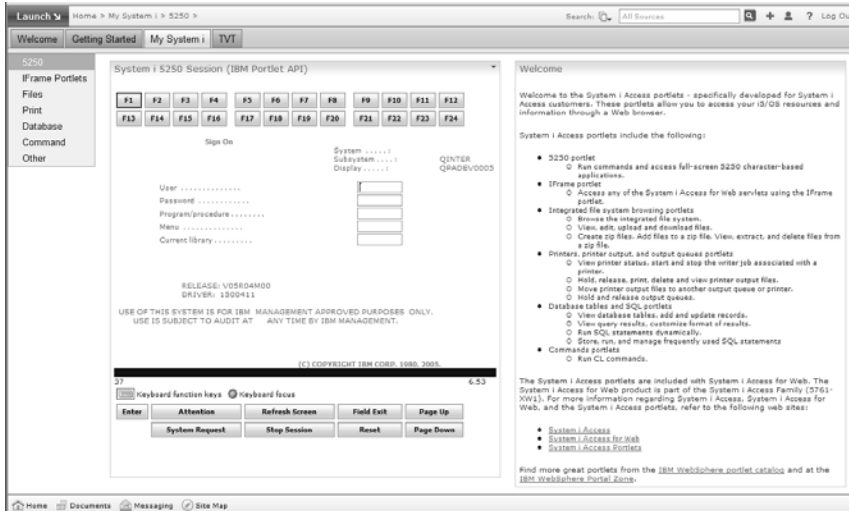 Launch Home > My System i > 5250 > Search: All Sources ? Log Ou
Welcome Getting Started My System i TVT
5250
IFrame Portlets
Files
Print
Database
Command
Other
System i 5250 Session (IBM Portlet API)
F1 F2 F3 F4 F5 F6 F7 F8 F9 F10 F11 F12
F13 F14 F15 F16 F17 F18 F19 F20 F21 F22 F23 F24
Sign On
System . . . . . :
Subsystem . . . . : QINTER
Display . . . . . : QPADEV0005
User . . . . . . . . . . . . . .
Password . . . . . . . . . . . .
Program/procedure . . . . . . . .
Menu . . . . . . . . . . . . . .
Current library . . . . . . . . .
RELEASE: V05R04M00
DRIVER: 1500411
USE OF THIS SYSTEM IS FOR IBM MANAGEMENT APPROVED PURPOSES ONLY.
USE IS SUBJECT TO AUDIT AT ANY TIME BY IBM MANAGEMENT.
(C) COPYRIGHT IBM CORP. 1980, 2005.
37 6.53
Keyboard function keys Keyboard focus
Enter Attention Refresh Screen Field Exit Page Up
System Request Stop Session Reset Page Down
Welcome
Welcome to the System i Access portlets - specifically developed for System i
Access customers. These portlets allow you to access your i5/OS resources and
information through a Web browser.
System i Access portlets include the following:
5250 portlet
Run commands and access full-screen 5250 character-based
applications.
IFrame portlet
Access any of the System i Access for Web servlets using the IFrame
portlet.
Integrated file system browsing portlets
Browse the integrated file system.
View, edit, upload and download files.
Create zip files. Add files to a zip file. View, extract, and delete files from
a zip file.
Printers, printer output, and output queues portlets
View printer status, start and stop the writer job associated with a
printer.
Hold, release, print, delete and view printer output files.
Move printer output files to another output queue or printer.
Hold and release output queues.
Database tables and SQL portlets
View database tables, add and update records.
View query results, customize format of results.
Run SQL statements dynamically.
Store, run, and manage frequently used SQL statements
Commands portlets
Run CL commands.
The System i Access portlets are included with System i Access for Web. The
System i Access for Web product is part of the System i Access Family (5761-
XW1). For more information regarding System i Access, System i Access for
Web, and the System i Access portlets, refer to the following web sites:
System i Access
System i Access for Web
System i Access Portlets
Find more great portlets from the IBM WebSphere portlet catalog and at the
IBM WebSphere Portal Zone.
Home Documents Messaging Site Map